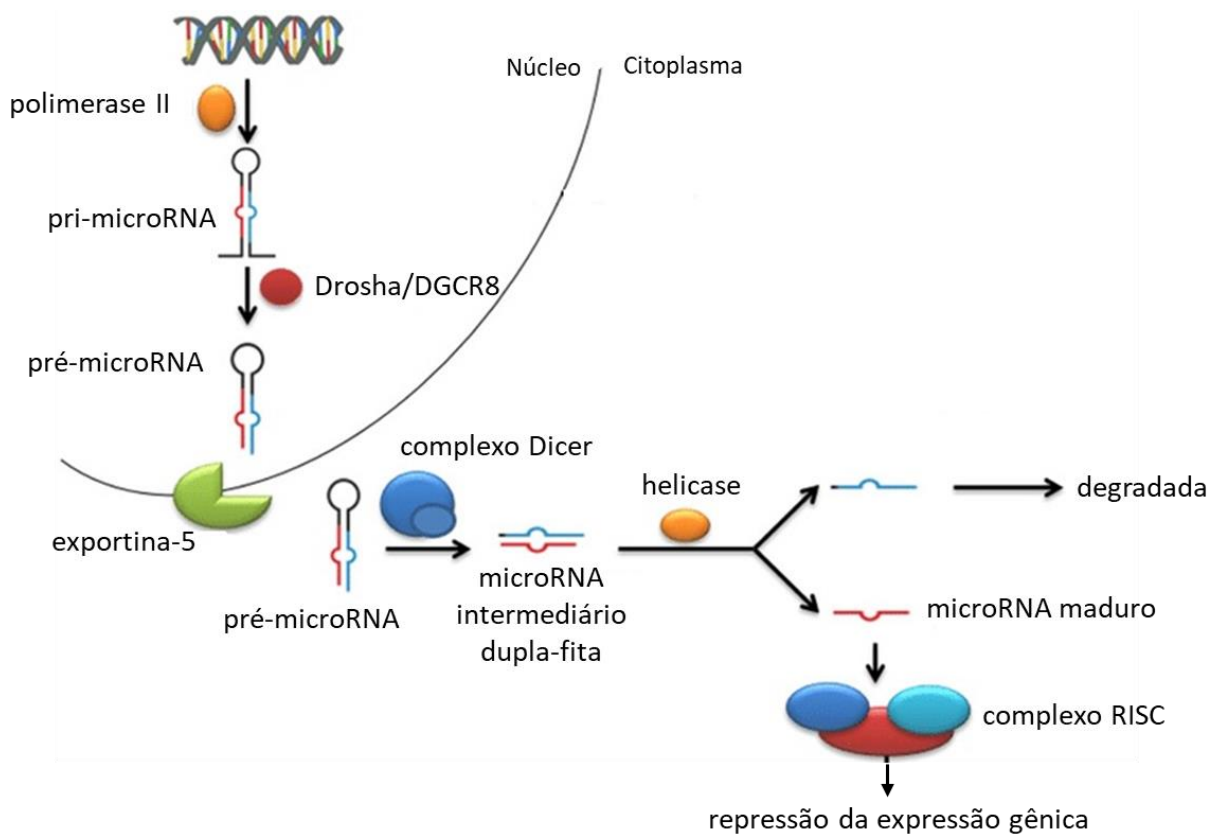 Núcleo
Citoplasma
polimerase II
pri-microRNA
Drosha/DGCR8
pré-microRNA
complexo Dicer
helicase
degradada
exportina-5
microRNA
intermediário
dupla-fita
pré-microRNA
microRNA maduro
complexo RISC
repressão da expressão gênica